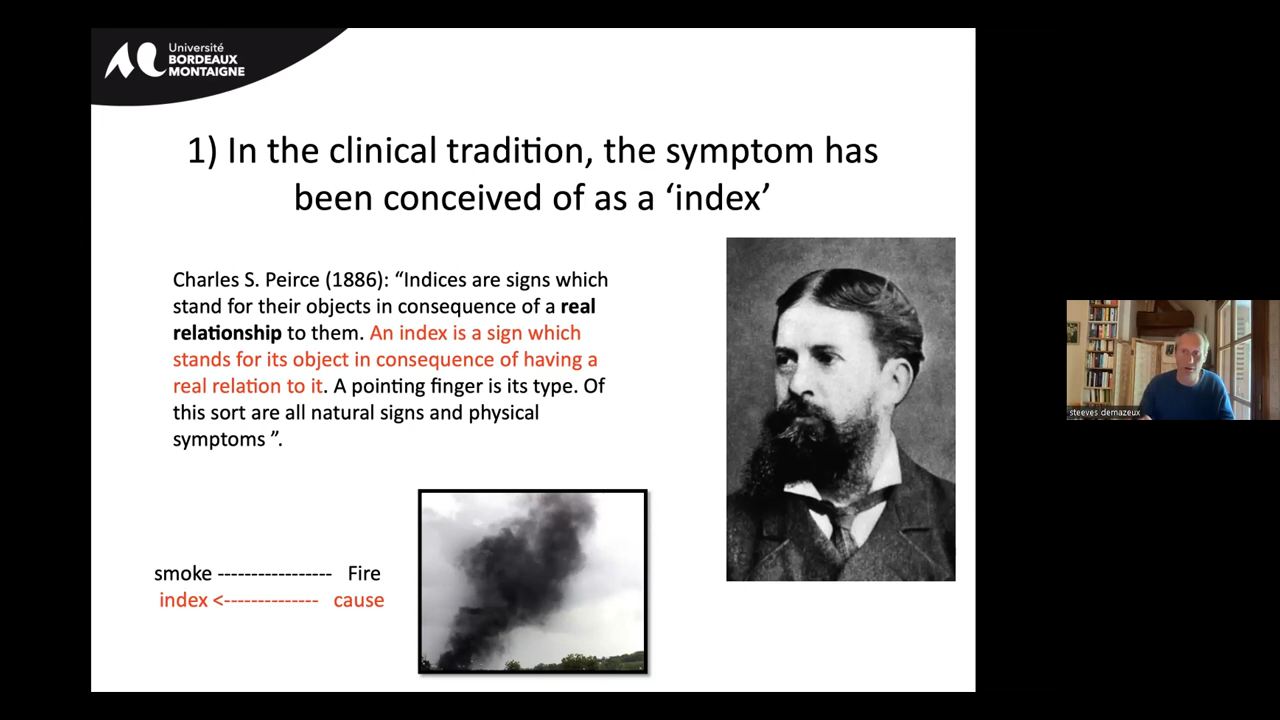 Université
BORDEAUX
MONTAIGNE
1) In the clinical tradition, the symptom has
been conceived of as a ‘index’
Charles S. Peirce (1886): “Indices are signs which
stand for their objects in consequence of a real
relationship to them. An index is a sign which
stands for its object in consequence of having a
real relation to it. A pointing finger is its type. Of
this sort are all natural signs and physical
symptoms ”.
smoke ----------------- Fire
index <-------------- cause
steeves demazeux